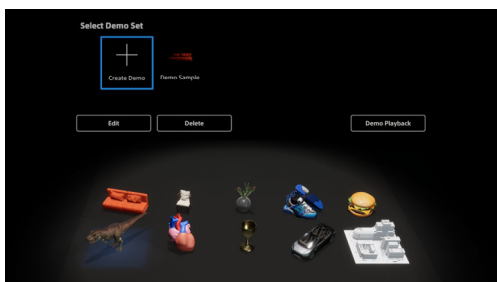 Select Demo Set
Create Demo
Demo Sample
Edit
Delete
Demo Playback